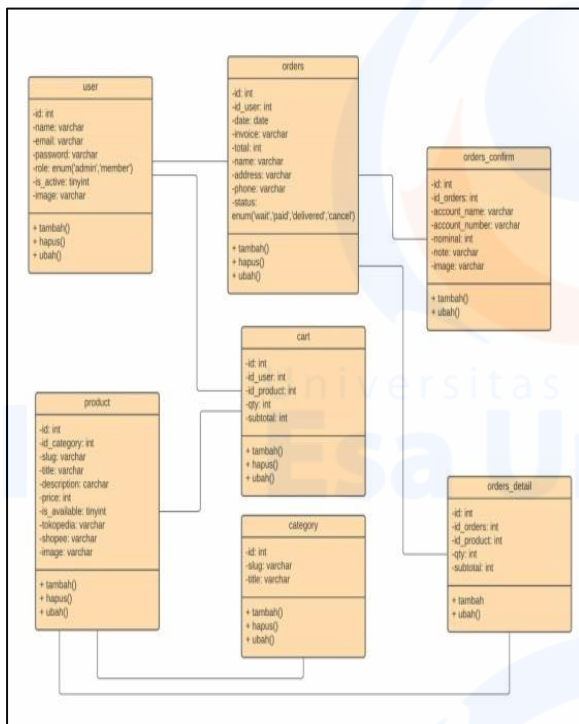 user
-id: int
-name: varchar
-email: varchar
-password: varchar
-role: enum('admin','member')
-is_active: tinyint
-image: varchar
+ tambah()
+ hapus()
+ ubah()
orders
-id: int
-id_user: int
-date: date
-invoice: varchar
-total: int
-name: varchar
-address: varchar
-phone: varchar
-status:
enum('wait','paid','delivered','cancel')
+ tambah()
+ hapus()
+ ubah()
orders_confirm
-id: int
-id_orders: int
-account_name: varchar
-account_number: varchar
-nominal: int
-note: varchar
-image: varchar
+ tambah()
+ ubah()
cart
-id: int
-id_user: int
-id_product: int
-qty: int
-subtotal: int
+ tambah()
+ hapus()
+ ubah()
Universitas
Esa U
product
-id: int
-id_category: int
-slug: varchar
-title: varchar
-description: carchar
-price: int
-is_available: tinyint
-tokopedia: varchar
-shopee: varchar
-image: varchar
+ tambah()
+ hapus()
+ ubah()
category
-id: int
-slug: varchar
-title: varchar
+ tambah()
+ hapus()
+ ubah()
orders_detail
-id: int
-id_orders: int
-id_product: int
-qty: int
-subtotal: int
+ tambah
+ ubah()